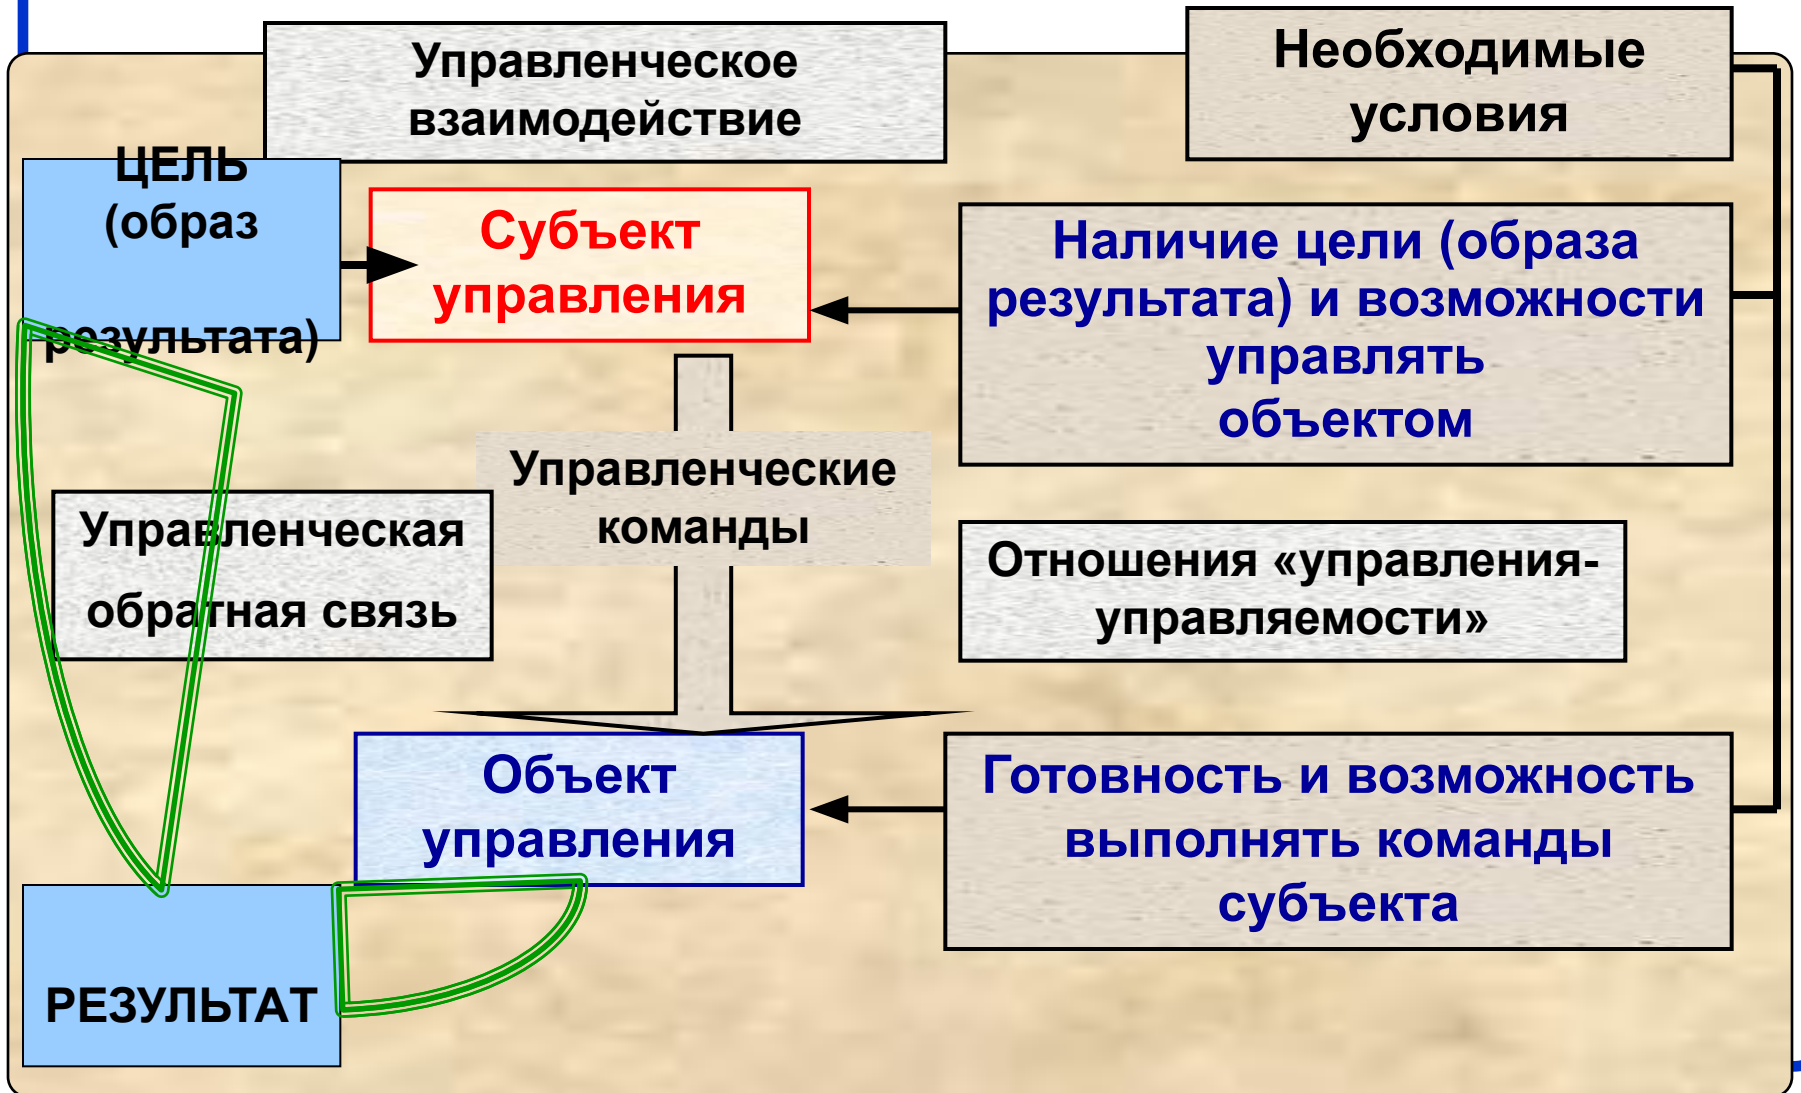 Управленческое
взаимодействие
Необходимые
условия
ЦЕЛЬ
(образ
результата)
Субъект
управления
Наличие цели (образа
результата) и возможности
управлять
объектом
Управленческие
команды
Управленческая
обратная связь
Отношения «управления-
управляемости»
Объект
управления
Готовность и возможность
выполнять команды
субъекта
РЕЗУЛЬТАТ